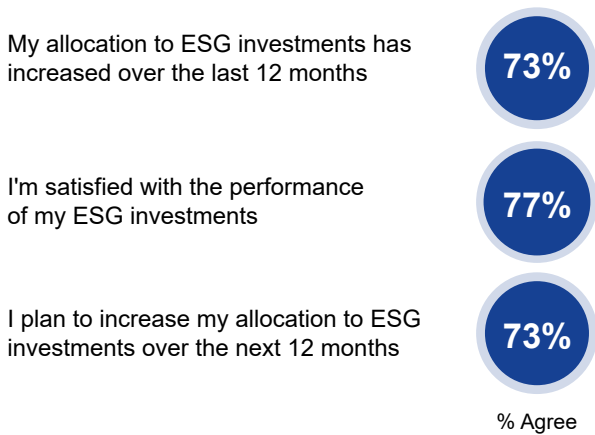 My allocation to ESG investments has
increased over the last 12 months
73%
I'm satisfied with the performance
of my ESG investments
77%
I plan to increase my allocation to ESG
investments over the next 12 months
73%
% Agree